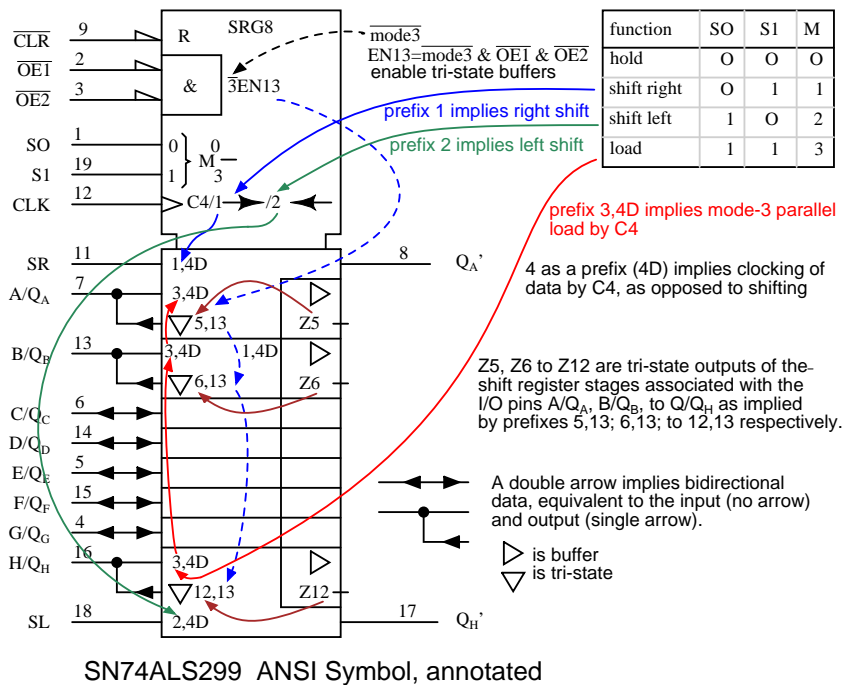 9
CLR
R
SRG8
2
OE1
3
OE2
&
3EN13
mode3
EN13=mode3 & OE1 & OE2
enable tri-state buffers
function SO S1 M
hold O O O
shift right O 1 1
shift left 1 O 2
load 1 1 3
prefix 1 implies right shift
prefix 2 implies left shift
1
SO
0
0
M
19
S1
1
3
12
CLK
C4/1
/2
prefix 3,4D implies mode-3 parallel
load by C4
11
SR
1,4D
8
QA’
4 as a prefix (4D) implies clocking of
data by C4, as opposed to shifting
7
A/QA
3,4D
5,13
Z5
13
B/QB
3,4D
1,4D
6,13
Z6
Z5, Z6 to Z12 are tri-state outputs of the
shift register stages associated with the
I/O pins A/QA, B/QB, to Q/QH as implied
by prefixes 5,13; 6,13; to 12,13 respectively.
6
C/QC
14
D/QD
5
E/QE
15
F/QF
4
G/QG
16
H/QH
3,4D
12,13
Z12
A double arrow implies bidirectional
data, equivalent to the input (no arrow)
and output (single arrow).
is buffer
is tri-state
18
SL
2,4D
17
QH’
SN74ALS299 ANSI Symbol, annotated